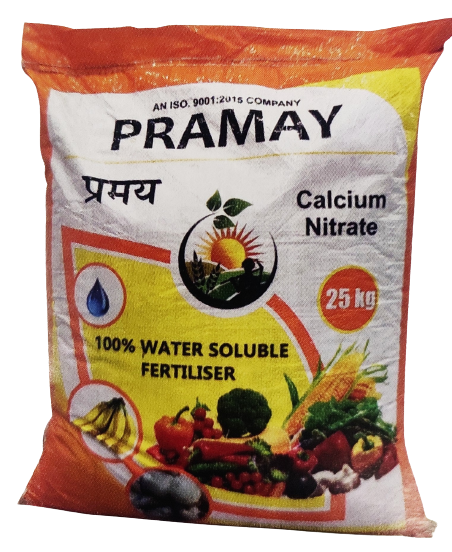 AN ISO. 9001:2015 COMPANY
PRAMAY
प्रमय
Calcium
Nitrate
25 kg
100% WATER SOLUBLE
FERTILISER